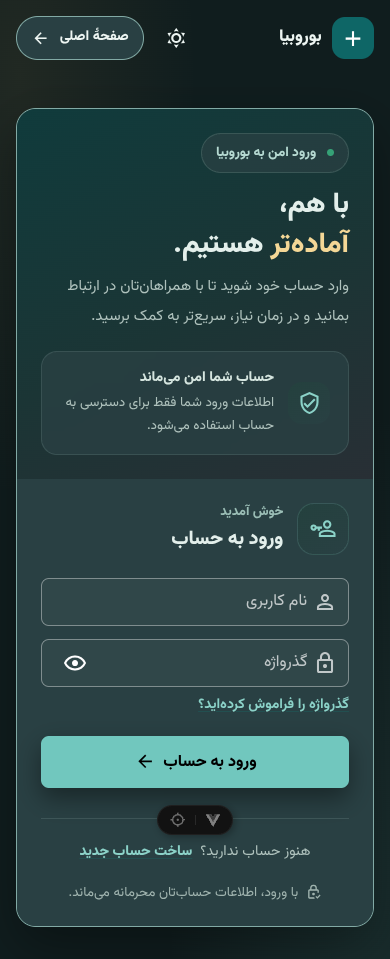 بوروبیا
صفحهٔ اصلی
ورود امن به بوروبیا
با هم،
آماده‌تر هستیم.
وارد حساب خود شوید تا با همراهان‌تان در ارتباط
بمانید و در زمان نیاز، سریع‌تر به کمک برسید.
حساب شما امن می‌ماند
اطلاعات ورود شما فقط برای دسترسی به
حساب استفاده می‌شود.
خوش آمدید
ورود به حساب
نام کاربری
گذرواژه
گذرواژه را فراموش کرده‌اید؟
ورود به حساب
هنوز حساب ندارید؟ ساخت حساب جدید
با ورود، اطلاعات حساب‌تان محرمانه می‌ماند.